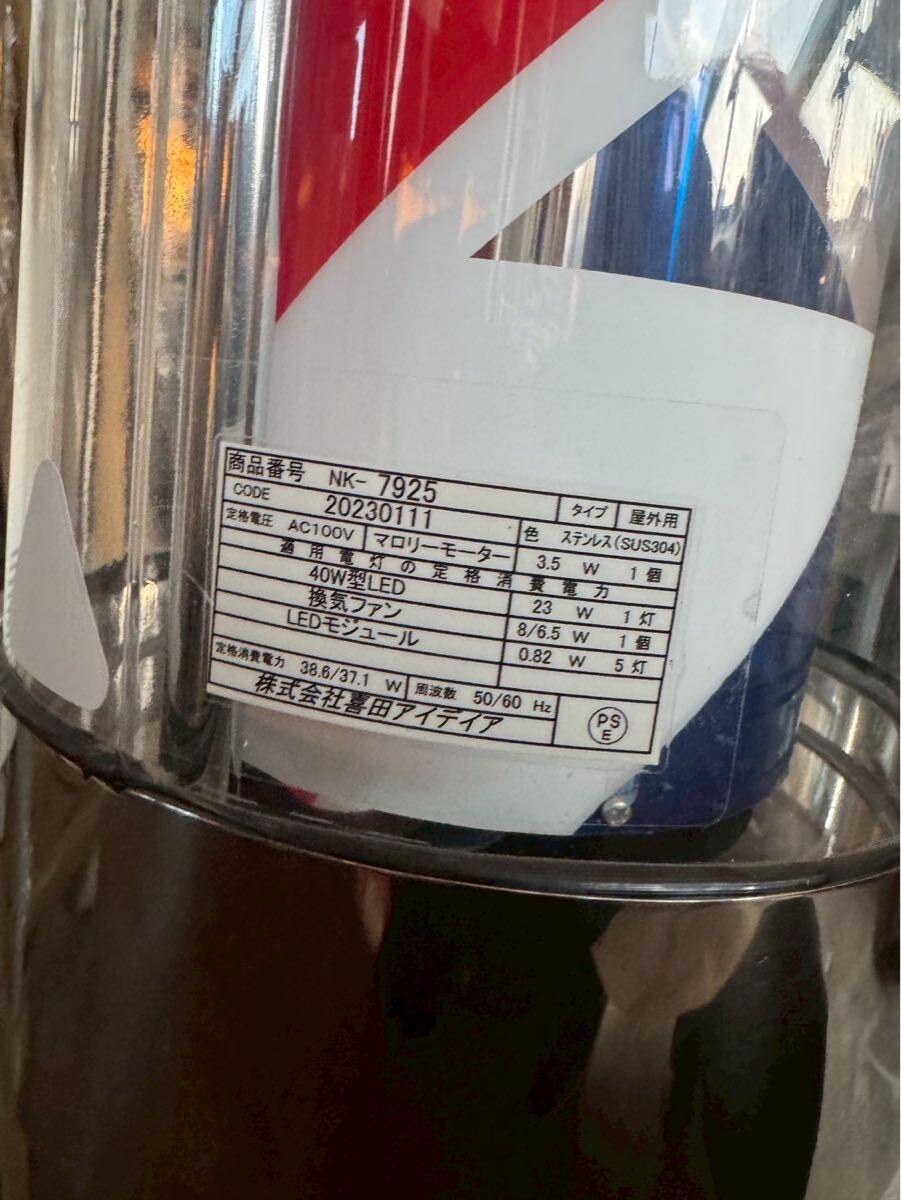 商品番号 NK- 7925 タイプ 屋外用
CODE 20230111 色 ステンレス(SUS304)
定格電圧 AC100V マロリーモーター 3.5 W 1個
適用電灯の定格消費電力
40W型LED 23 W 1灯
換気ファン 8/6.5 W 1個
LEDモジュール 0.82 W 5灯
定格消費電力 38.6/37.1 W 周波数 50/60 Hz
株式会社喜田アイデイア PS E